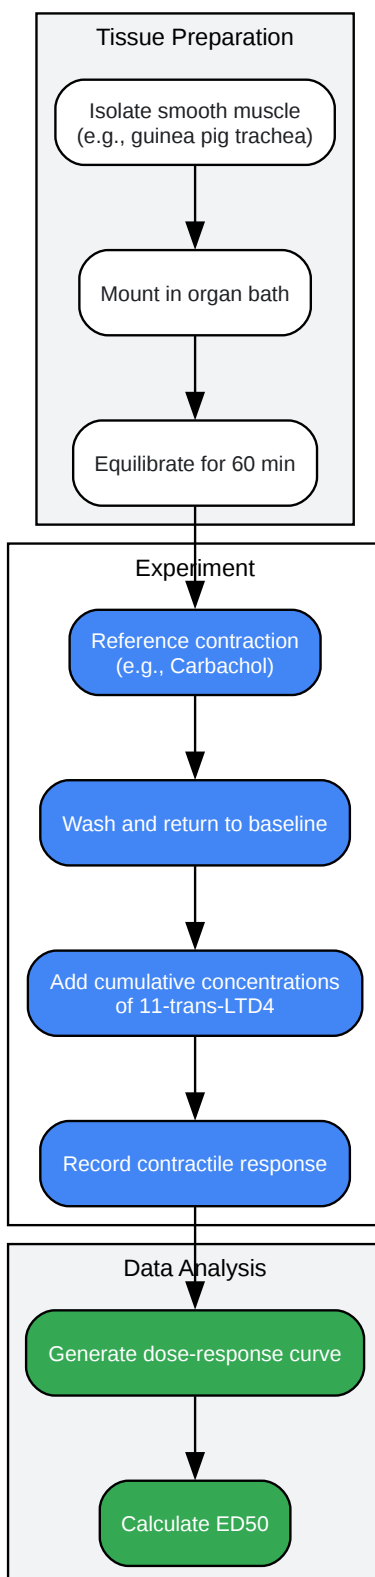 Tissue Preparation
Isolate smooth muscle
(e.g., guinea pig trachea)
Mount in organ bath
Equilibrate for 60 min
Experiment
Reference contraction
(e.g., Carbachol)
Wash and return to baseline
Add cumulative concentrations
of 11-trans-LTD4
Record contractile response
Data Analysis
Generate dose-response curve
Calculate ED50